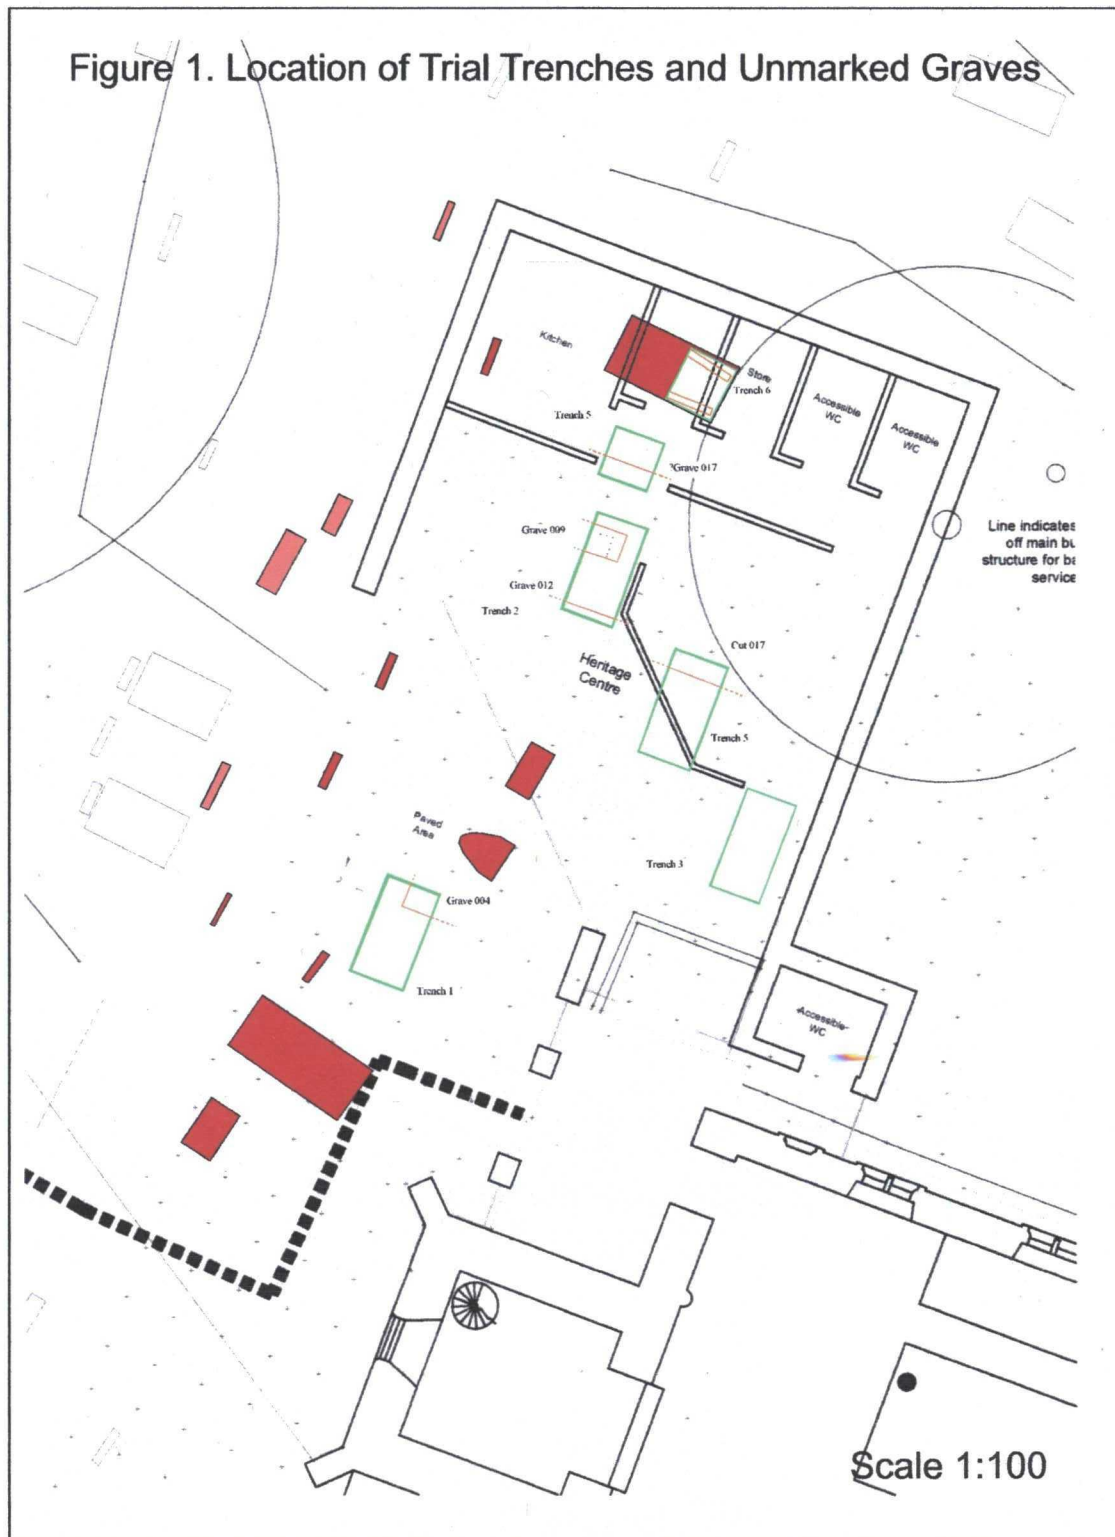 Figure 1. Location of Trial Trenches and Unmarked Graves
Kitchen
Store
Trench 6
Accessible
WC
Accessible
WC
Trench 5
?Grave 017
Grave 009
Line indicates
off main bu
structure for ba
service
Grave 012
Trench 2
Cut 017
Heritage
Centre
Trench 5
Paved
Area
Trench 3
Grave 004
Trench 1
Accessible
WC
Scale 1:100